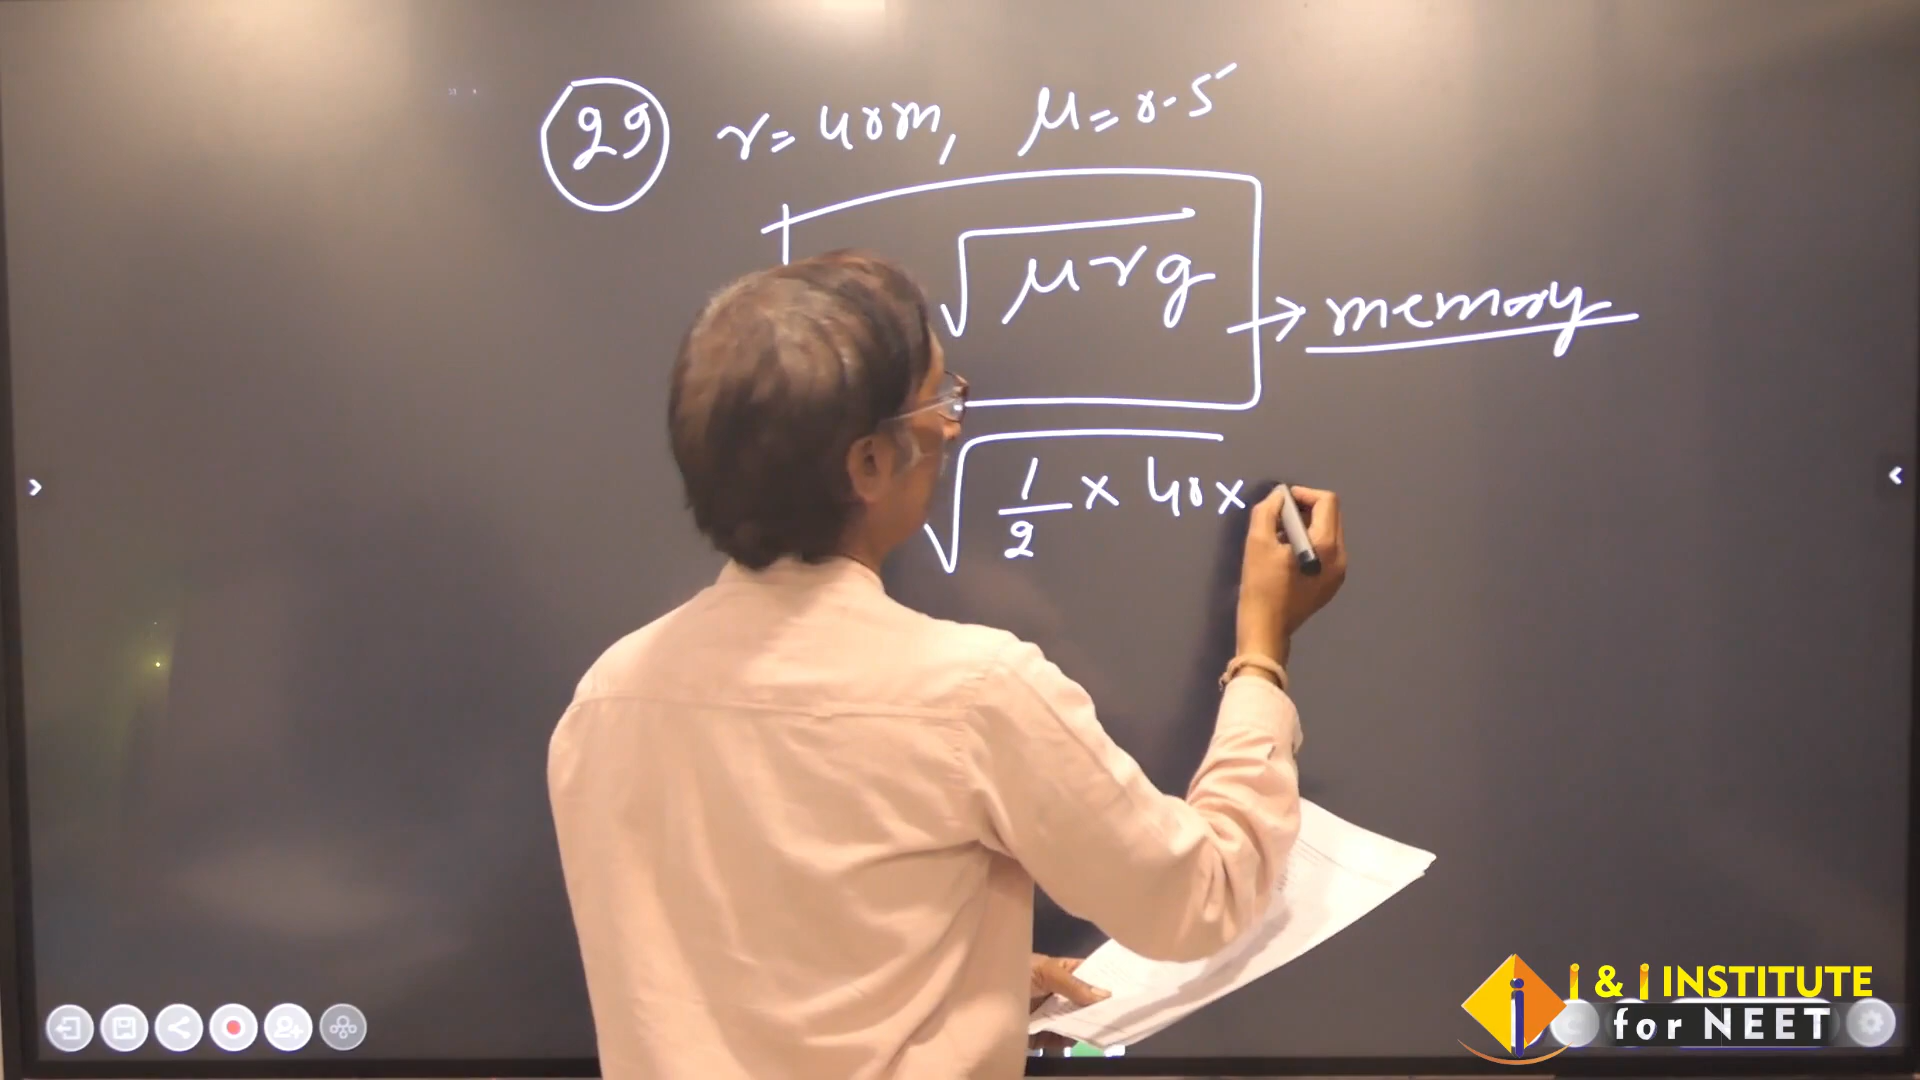 29 r = 40m, μ = 0.5
√μrg → memory
√1/2 × 40 ×
i & j INSTITUTE
for NEET